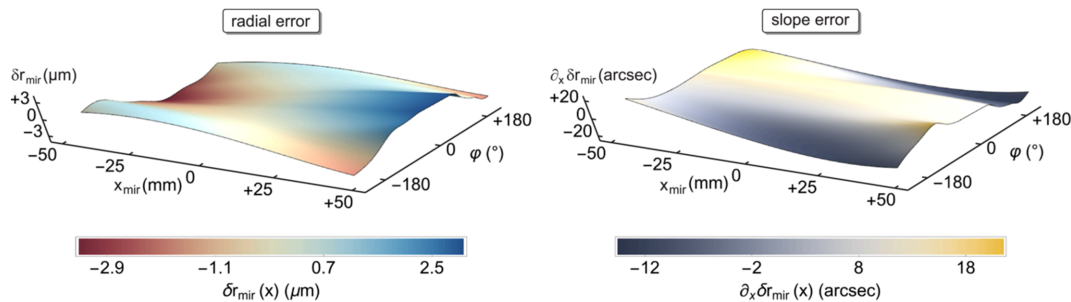 radial error
δr_mir (μm)
+3
0
−3
−50
−25
0
+25
+50
x_mir (mm)
−180
0
+180
φ (°)
−2.9 −1.1 0.7 2.5
δr_mir (x) (μm)
slope error
∂_x δr_mir (arcsec)
+20
0
−20
−50
−25
0
+25
+50
x_mir (mm)
−180
0
+180
φ (°)
−12 −2 8 18
∂_x δr_mir (x) (arcsec)